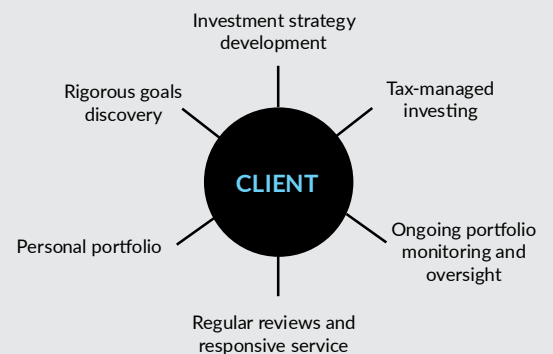 Investment strategy
development
Rigorous goals
discovery
Tax-managed
investing
CLIENT
Personal portfolio
Ongoing portfolio
monitoring and
oversight
Regular reviews and
responsive service